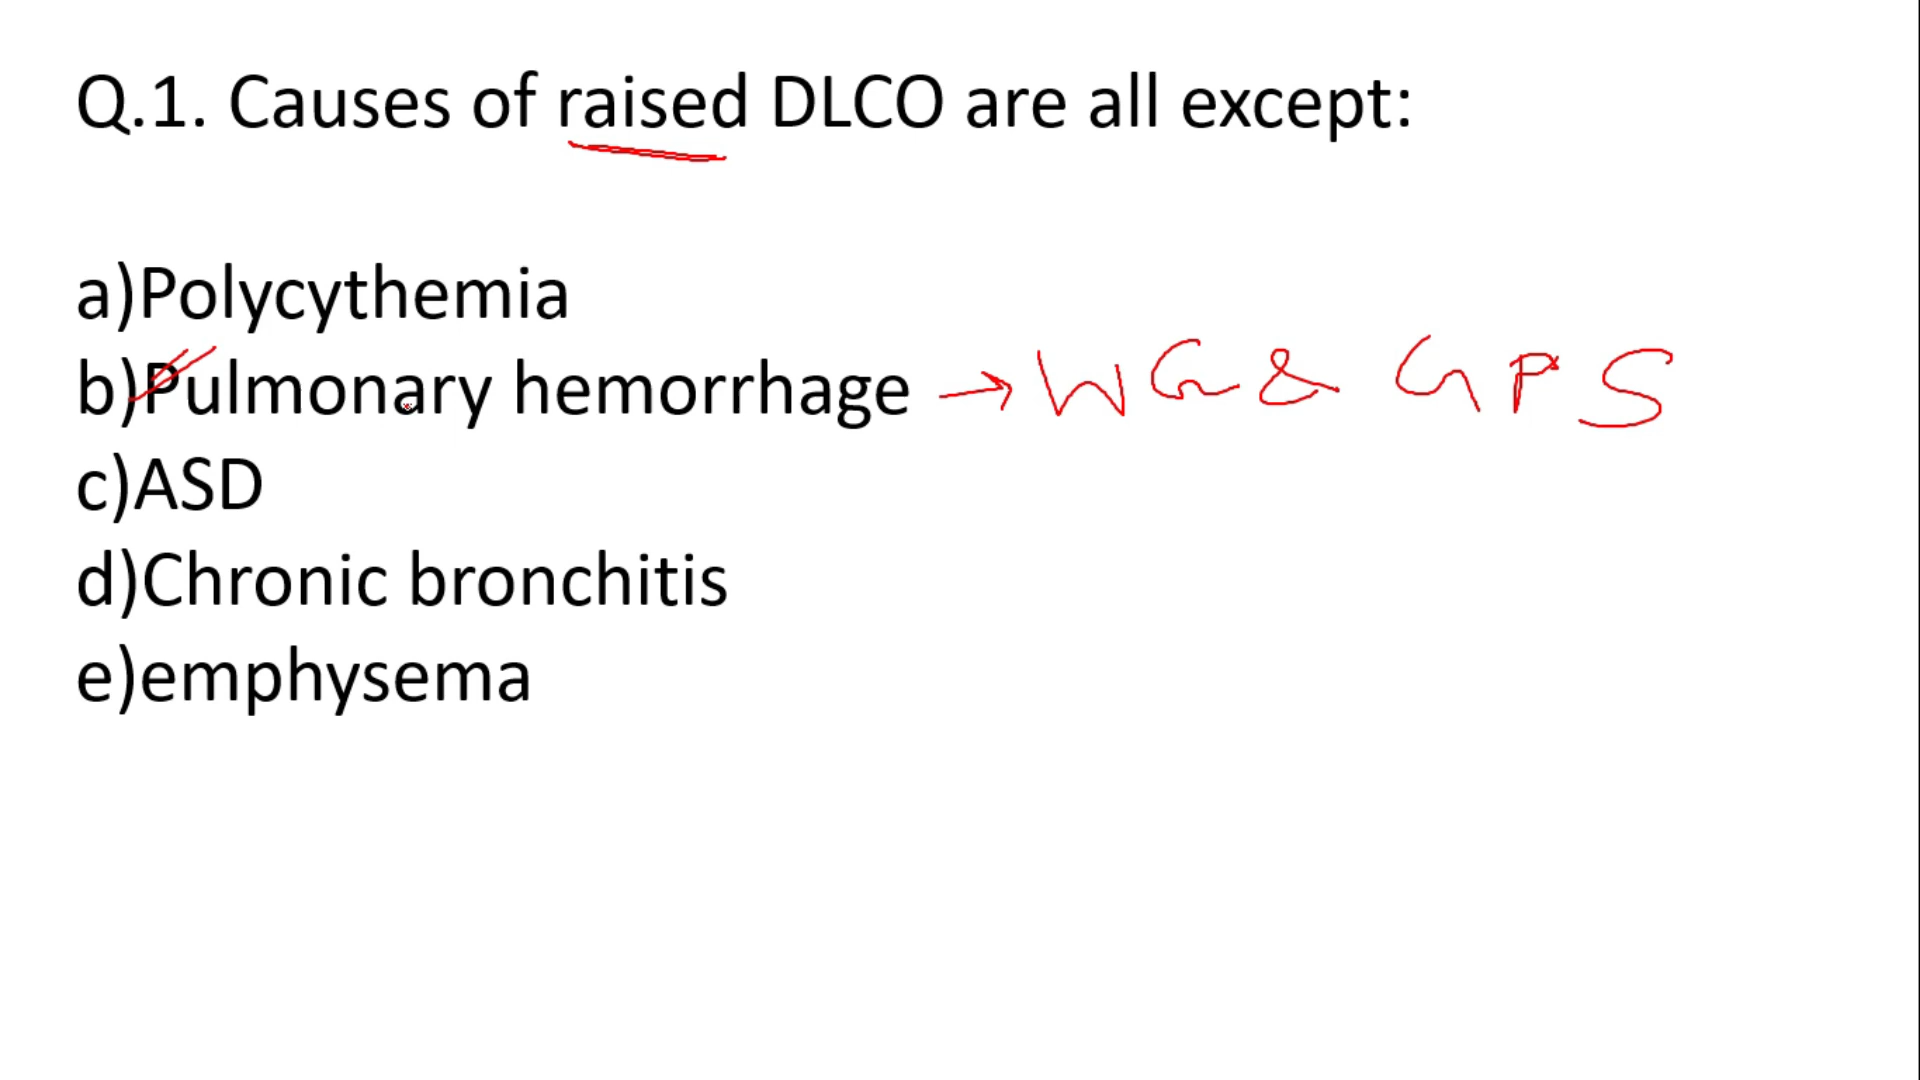 Q.1. Causes of raised DLCO are all except:
a)Polycythemia
b)Pulmonary hemorrhage → WG & GPS
c)ASD
d)Chronic bronchitis
e)emphysema